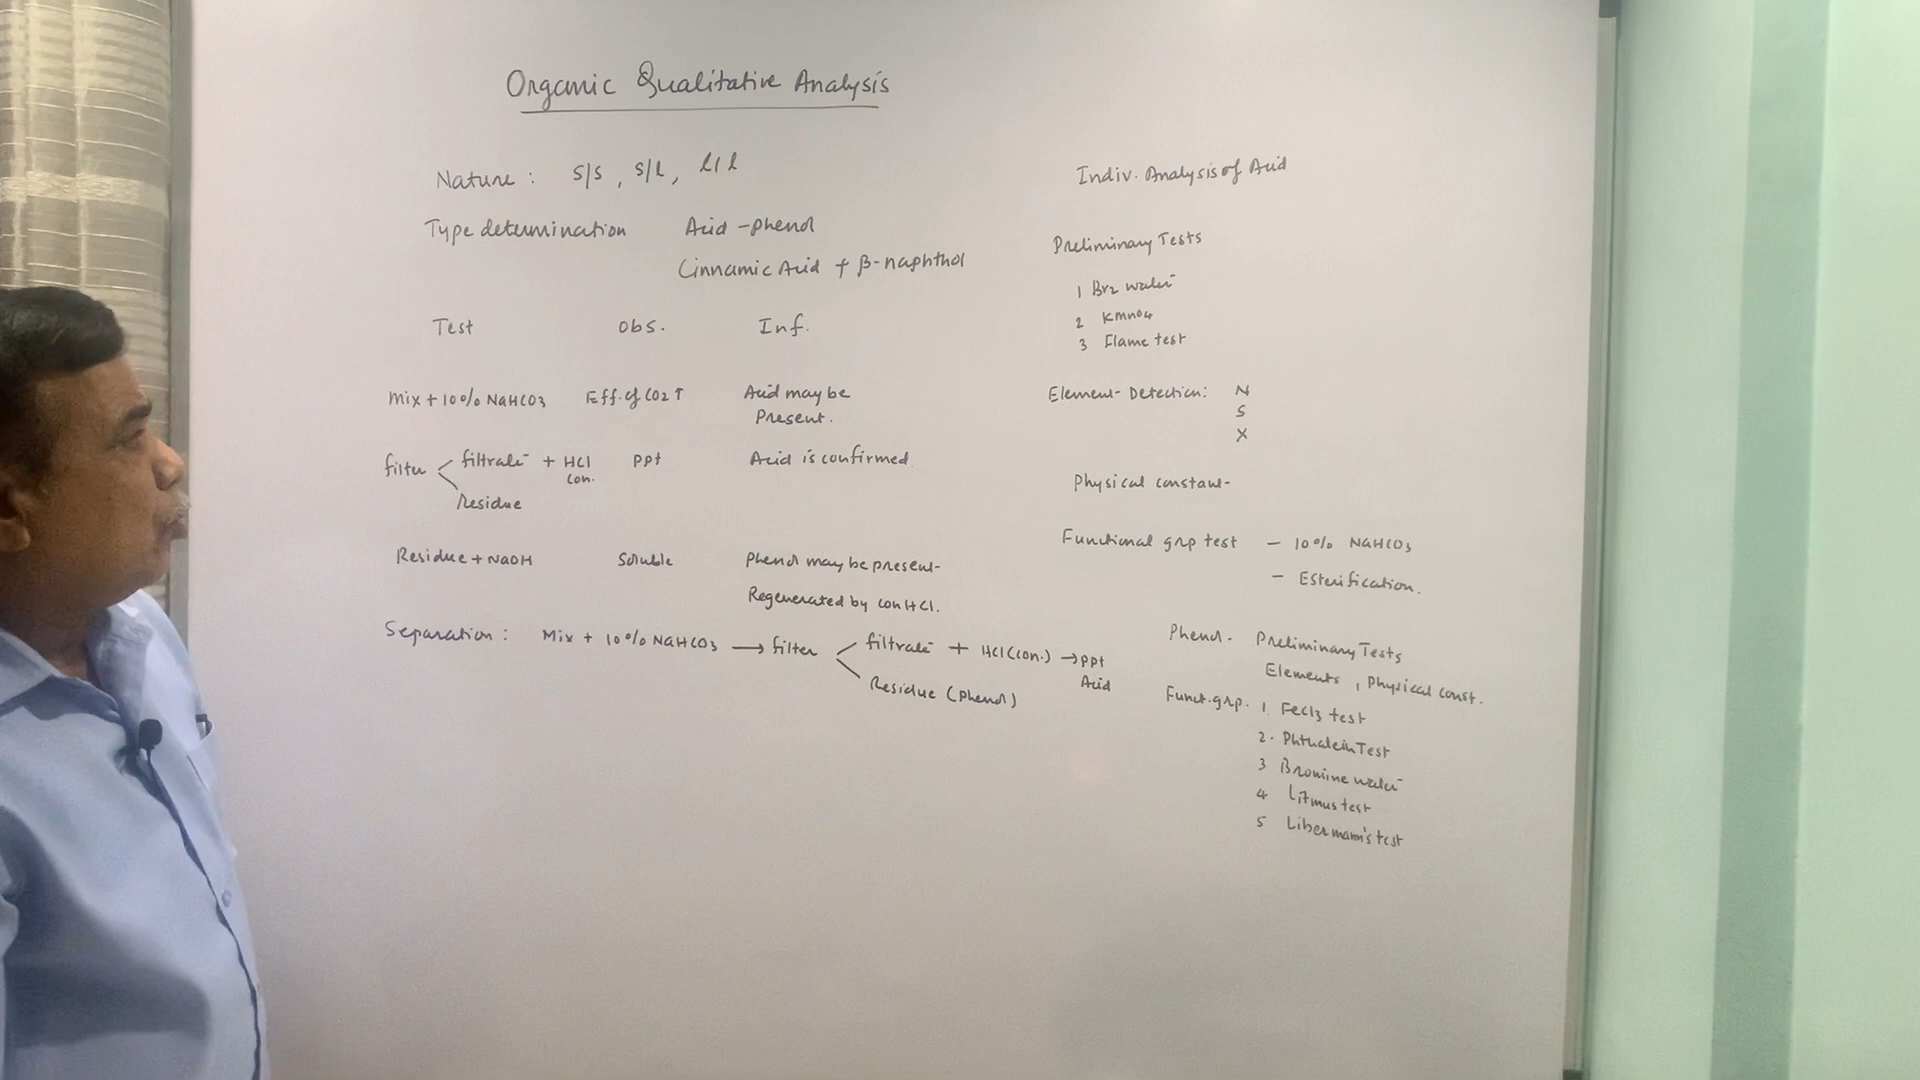 Organic Qualitative Analysis
Nature : S/S , S/L, L/L
Type determination Acid - Phenol
Cinnamic Acid + β-naphthol
Test Obs. Inf.
Mix + 10% NaHCO3 Eff. of CO2 ↑ Acid may be
Present.
filter filtrate + HCl ppt Acid is confirmed.
con.
Residue
Residue + NaOH Soluble Phenol may be present
Regenerated by con HCl.
Separation : Mix + 10% NaHCO3 → filter filtrate + HCl (con.) → ppt
Acid
Residue (Phenol)
Indiv. Analysis of Acid
Preliminary Tests
1 Br2 water
2 KMnO4
3 Flame test
Element Detection : N
S
X
Physical constant
Functional grp test - 10% NaHCO3
- Esterification.
Phenol. Preliminary Tests
Elements , Physical const.
Funct. grp. 1. FeCl3 test
2. Phthalein Test
3 Bromine water
4 Litmus test
5 Libermann's test